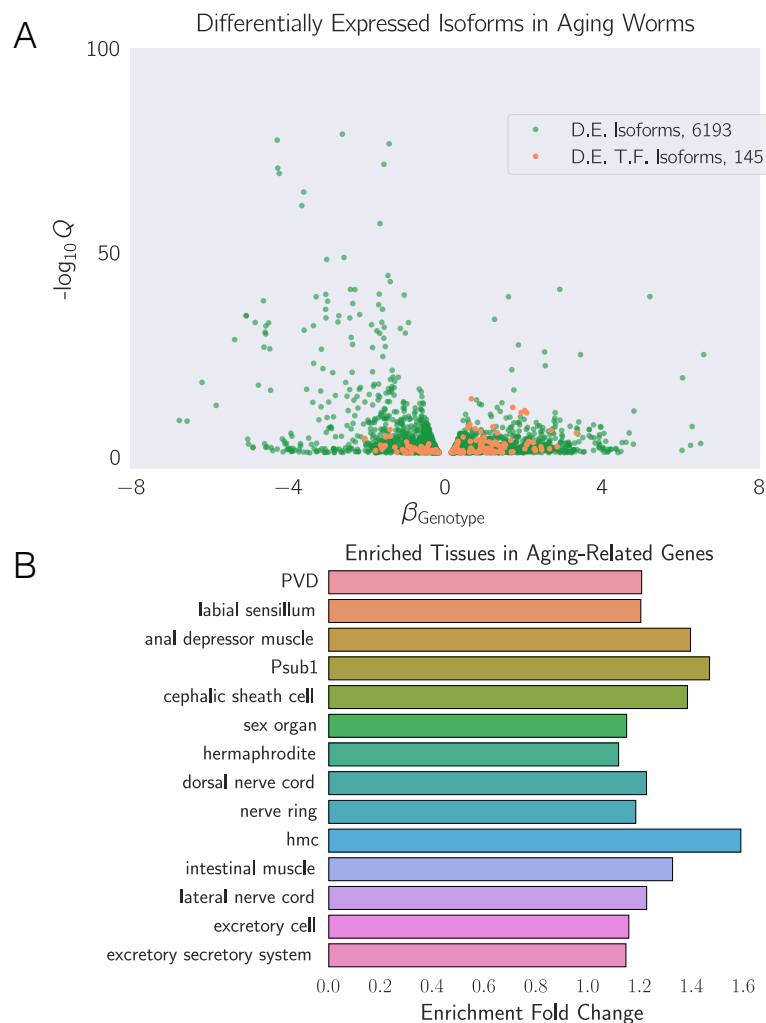 A
Differentially Expressed Isoforms in Aging Worms
100
D.E. Isoforms, 6193
D.E. T.F. Isoforms, 145
-log10 Q
50
0
−8 −4 0 4 8
βGenotype
B
Enriched Tissues in Aging-Related Genes
PVD
labial sensillum
anal depressor muscle
Psub1
cephalic sheath cell
sex organ
hermaphrodite
dorsal nerve cord
nerve ring
hmc
intestinal muscle
lateral nerve cord
excretory cell
excretory secretory system
0.0 0.2 0.4 0.6 0.8 1.0 1.2 1.4 1.6
Enrichment Fold Change